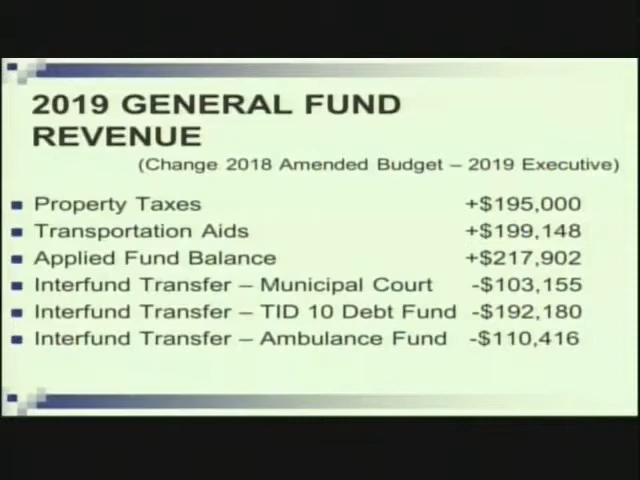 2019 GENERAL FUND
REVENUE
(Change 2018 Amended Budget – 2019 Executive)
Property Taxes +$195,000
Transportation Aids +$199,148
Applied Fund Balance +$217,902
Interfund Transfer – Municipal Court -$103,155
Interfund Transfer – TID 10 Debt Fund -$192,180
Interfund Transfer – Ambulance Fund -$110,416